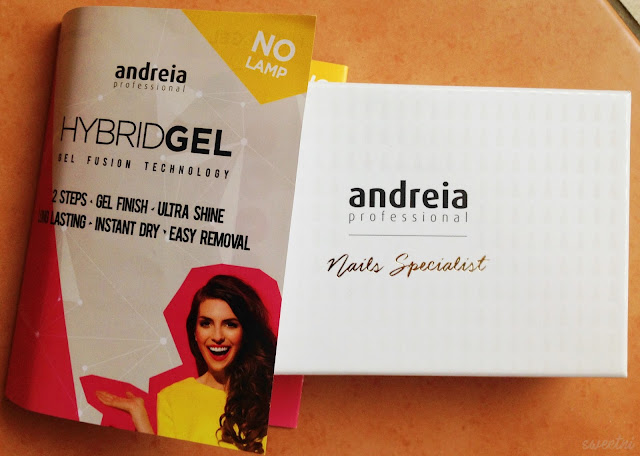 NO
LAMP
andreia
professional
HYBRIDGEL
GEL FUSION TECHNOLOGY
2 STEPS · GEL FINISH · ULTRA SHINE
LASTING · INSTANT DRY · EASY REMOVAL
andreia
professional
Nails Specialist